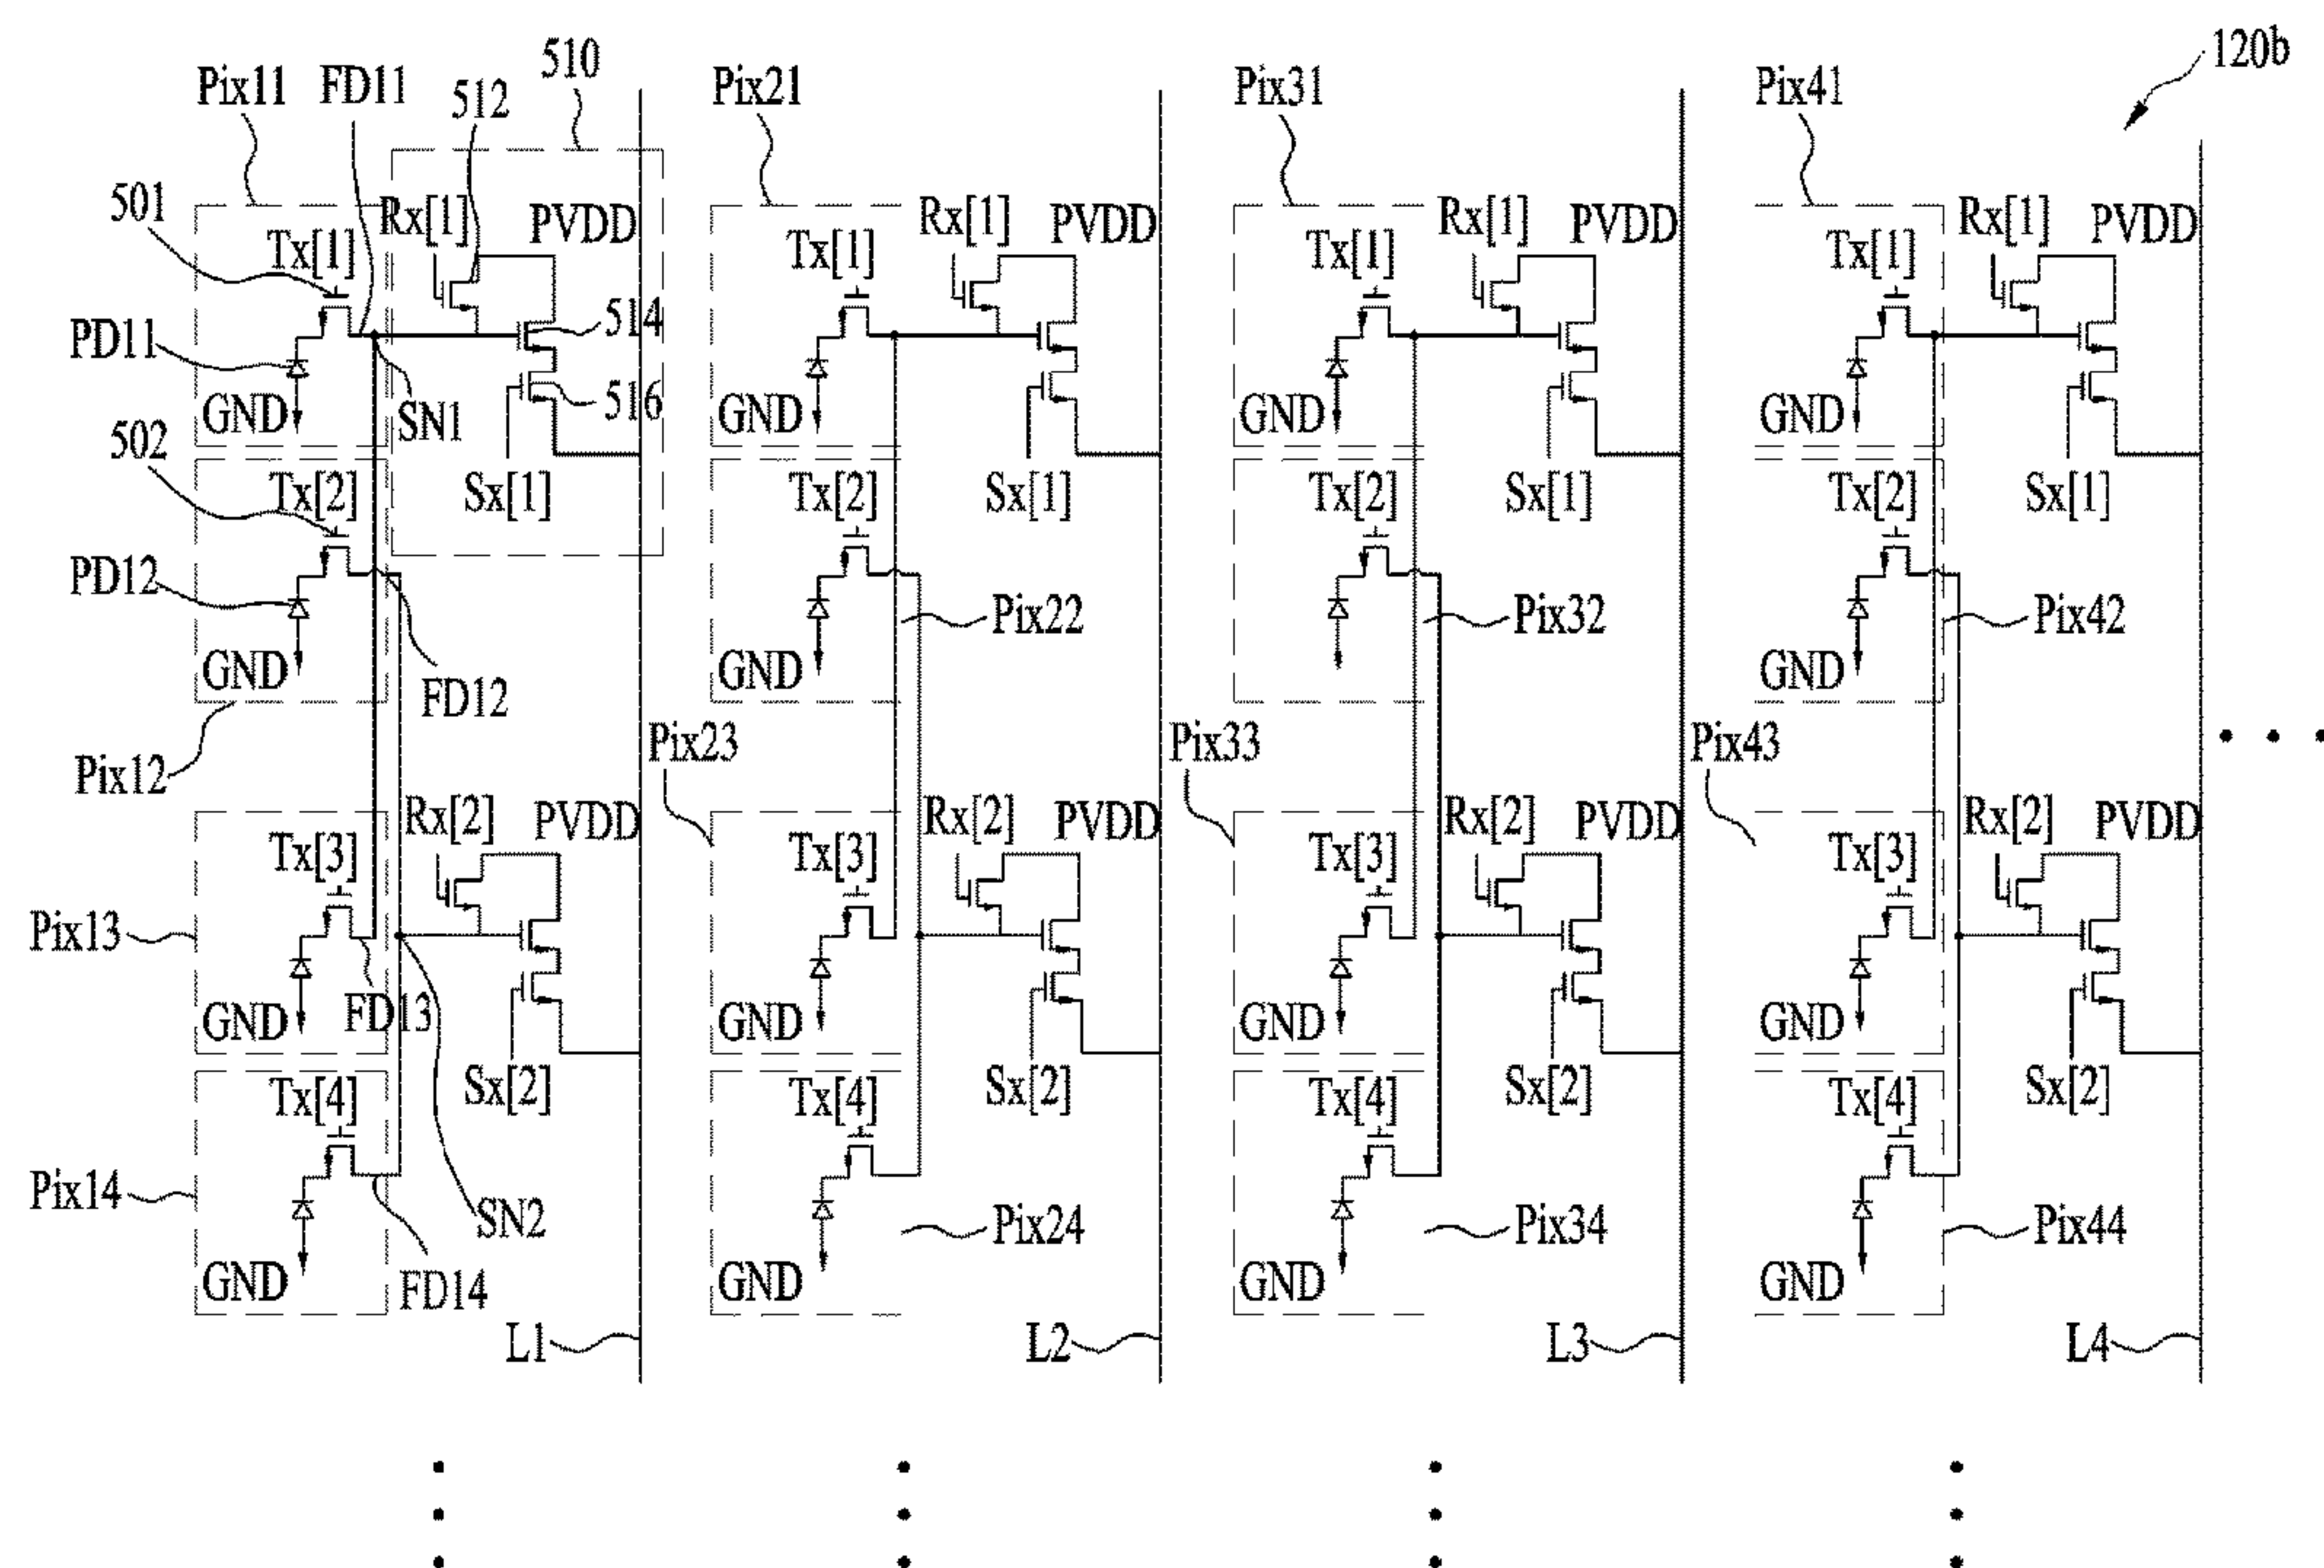 120b
510
Pix11 FD11 512 Pix21 Pix31 Pix41
501 Rx[1] PVDD Rx[1] PVDD Rx[1] PVDD Rx[1] PVDD
Tx[1] Tx[1] Tx[1] Tx[1]
514
PD11
516
GND SN1 GND GND GND
502
Tx[2] Sx[1] Tx[2] Sx[1] Tx[2] Sx[1] Tx[2] Sx[1]
PD12
Pix22 Pix32 Pix42
GND GND GND
FD12
Pix12 Pix23 Pix33 Pix43
Rx[2] PVDD Rx[2] PVDD Rx[2] PVDD Rx[2] PVDD
Tx[3] Tx[3] Tx[3] Tx[3]
Pix13
GND FD13 GND GND GND
Tx[4] Sx[2] Tx[4] Sx[2] Tx[4] Sx[2] Tx[4] Sx[2]
Pix14 SN2 Pix24 Pix34 Pix44
GND FD14 GND GND GND
L1 L2 L3 L4